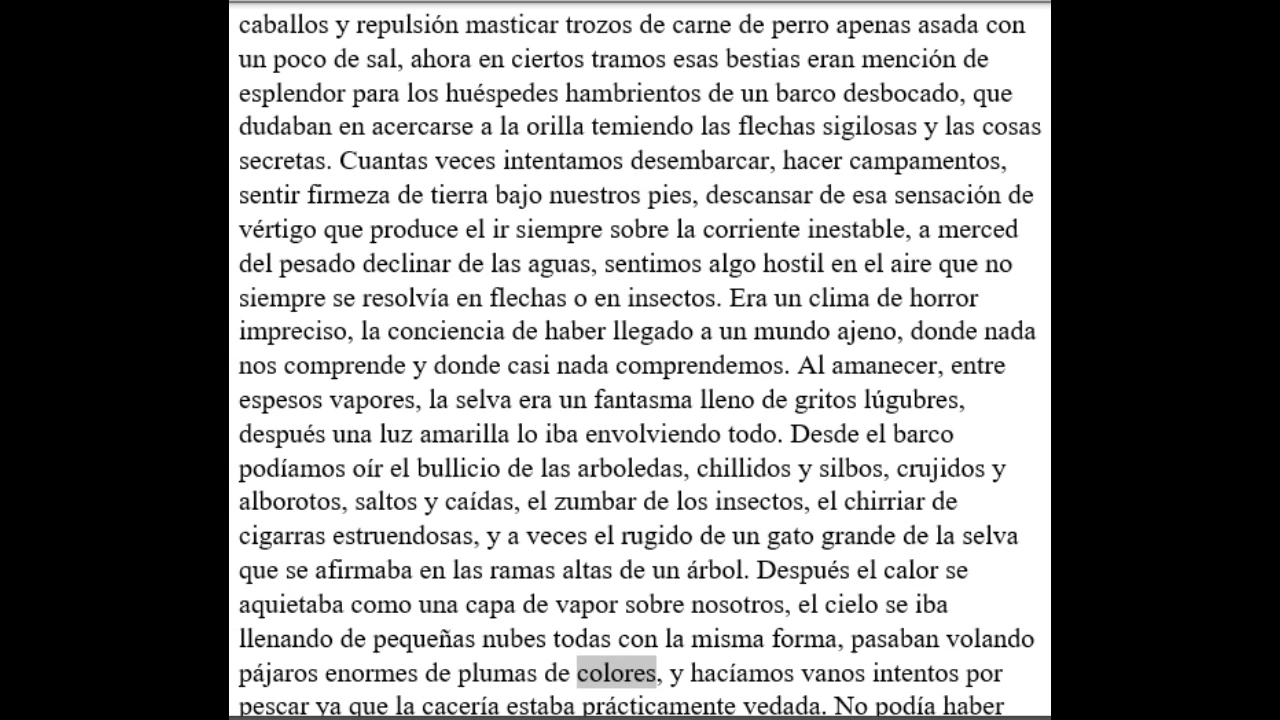 caballos y repulsión masticar trozos de carne de perro apenas asada con
un poco de sal, ahora en ciertos tramos esas bestias eran mención de
esplendor para los huéspedes hambrientos de un barco desbocado, que
dudaban en acercarse a la orilla temiendo las flechas sigilosas y las cosas
secretas. Cuantas veces intentamos desembarcar, hacer campamentos,
sentir firmeza de tierra bajo nuestros pies, descansar de esa sensación de
vértigo que produce el ir siempre sobre la corriente inestable, a merced
del pesado declinar de las aguas, sentimos algo hostil en el aire que no
siempre se resolvía en flechas o en insectos. Era un clima de horror
impreciso, la conciencia de haber llegado a un mundo ajeno, donde nada
nos comprende y donde casi nada comprendemos. Al amanecer, entre
espesos vapores, la selva era un fantasma lleno de gritos lúgubres,
después una luz amarilla lo iba envolviendo todo. Desde el barco
podíamos oír el bullicio de las arboledas, chillidos y silbos, crujidos y
alborotos, saltos y caídas, el zumbar de los insectos, el chirriar de
cigarras estruendosas, y a veces el rugido de un gato grande de la selva
que se afirmaba en las ramas altas de un árbol. Después el calor se
aquietaba como una capa de vapor sobre nosotros, el cielo se iba
llenando de pequeñas nubes todas con la misma forma, pasaban volando
pájaros enormes de plumas de colores, y hacíamos vanos intentos por
pescar ya que la cacería estaba prácticamente vedada. No podía haber